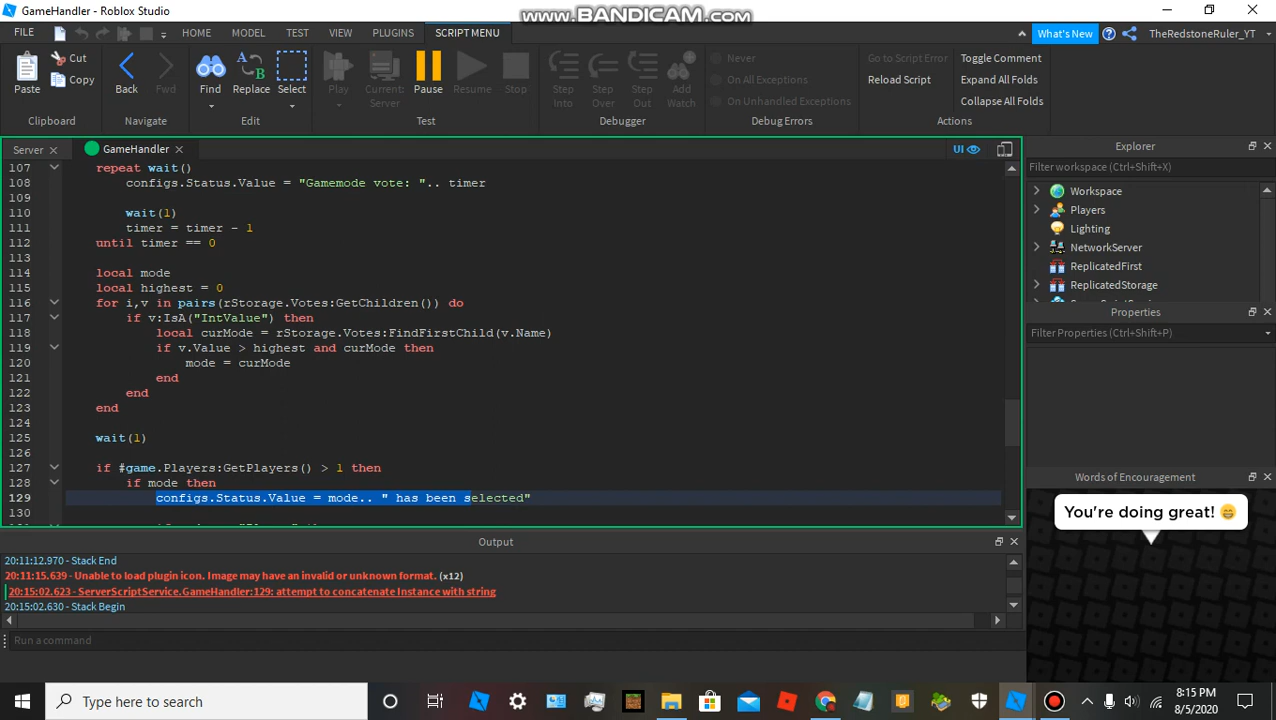 GameHandler - Roblox Studio
www.BANDICAM.com
FILE HOME MODEL TEST VIEW PLUGINS SCRIPT MENU What's New TheRedstoneRuler_YT
Paste Cut Copy Back Fwd Find Replace Select Play Current: Server Pause Resume Stop Step Into Step Over Step Out Add Watch
Never
On All Exceptions
On Unhandled Exceptions
Go to Script Error
Reload Script
Toggle Comment
Expand All Folds
Collapse All Folds
Clipboard Navigate Edit Test Debugger Debug Errors Actions
Server GameHandler UI
107 repeat wait()
108 configs.Status.Value = "Gamemode vote: ".. timer
109
110 wait(1)
111 timer = timer - 1
112 until timer == 0
113
114 local mode
115 local highest = 0
116 for i,v in pairs(rStorage.Votes:GetChildren()) do
117 if v:IsA("IntValue") then
118 local curMode = rStorage.Votes:FindFirstChild(v.Name)
119 if v.Value > highest and curMode then
120 mode = curMode
121 end
122 end
123 end
124
125 wait(1)
126
127 if #game.Players:GetPlayers() > 1 then
128 if mode then
129 configs.Status.Value = mode.. " has been selected"
130
Explorer
Filter workspace (Ctrl+Shift+X)
Workspace
Players
Lighting
NetworkServer
ReplicatedFirst
ReplicatedStorage
Properties
Filter Properties (Ctrl+Shift+P)
Words of Encouragement
You're doing great! 😄
Output
20:11:12.970 - Stack End
20:11:15.639 - Unable to load plugin icon. Image may have an invalid or unknown format. (x12)
20:15:02.623 - ServerScriptService.GameHandler:129: attempt to concatenate Instance with string
20:15:02.630 - Stack Begin
Run a command
Type here to search
8:15 PM
8/5/2020